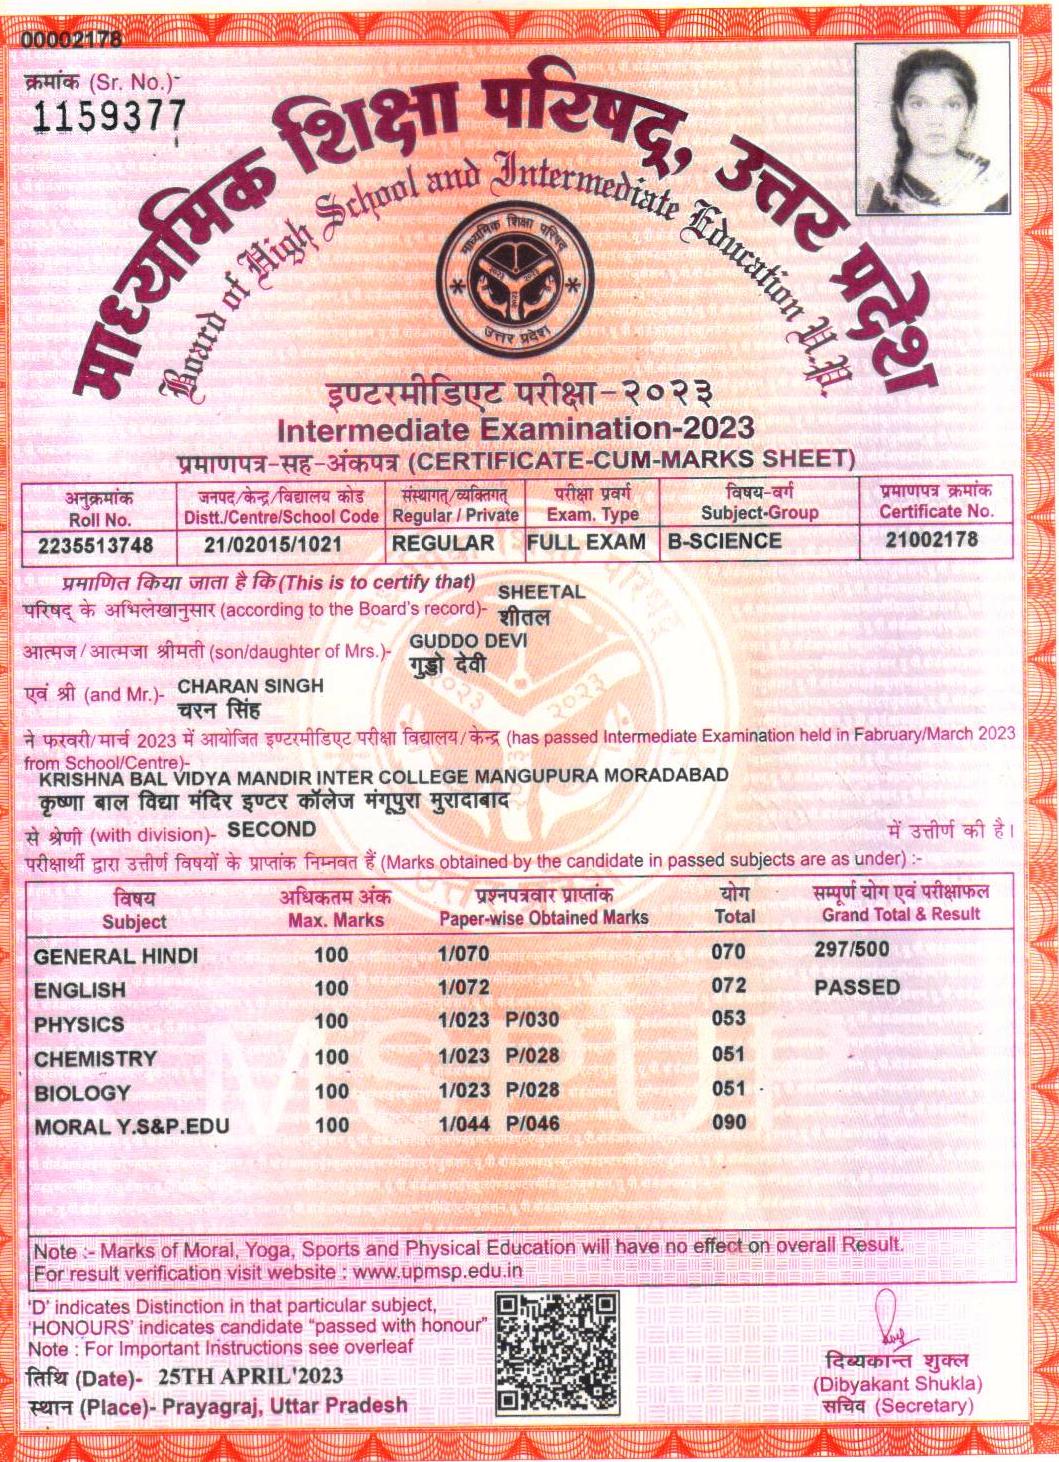 00002178
क्रमांक (Sr. No.)-
1159377
माध्यमिक शिक्षा परिषद्, उत्तर प्रदेश
Board of High School and Intermediate Education U.P.
माध्यमिक शिक्षा परिषद
उत्तर प्रदेश
इण्टरमीडिएट परीक्षा-२०२३
Intermediate Examination-2023
प्रमाणपत्र-सह-अंकपत्र (CERTIFICATE-CUM-MARKS SHEET)
अनुक्रमांक जनपद/केन्द्र/विद्यालय कोड संस्थागत्/व्यक्तिगत् परीक्षा प्रवर्ग विषय-वर्ग प्रमाणपत्र क्रमांक
Roll No. Distt./Centre/School Code Regular / Private Exam. Type Subject-Group Certificate No.
2235513748 21/02015/1021 REGULAR FULL EXAM B-SCIENCE 21002178
प्रमाणित किया जाता है कि (This is to certify that) SHEETAL
परिषद् के अभिलेखानुसार (according to the Board's record)- शीतल
GUDDO DEVI
आत्मज/आत्मजा श्रीमती (son/daughter of Mrs.)- गुड्डो देवी
एवं श्री (and Mr.)- CHARAN SINGH
चरन सिंह
ने फरवरी/मार्च 2023 में आयोजित इण्टरमीडिएट परीक्षा विद्यालय/केन्द्र (has passed Intermediate Examination held in Fabruary/March 2023
from School/Centre)-
KRISHNA BAL VIDYA MANDIR INTER COLLEGE MANGUPURA MORADABAD
कृष्णा बाल विद्या मंदिर इण्टर कॉलेज मंगूपुरा मुरादाबाद
से श्रेणी (with division)- SECOND में उत्तीर्ण की है।
परीक्षार्थी द्वारा उत्तीर्ण विषयों के प्राप्तांक निम्नवत हैं (Marks obtained by the candidate in passed subjects are as under) :-
विषय अधिकतम अंक प्रश्नपत्रवार प्राप्तांक योग सम्पूर्ण योग एवं परीक्षाफल
Subject Max. Marks Paper-wise Obtained Marks Total Grand Total & Result
GENERAL HINDI 100 1/070 070 297/500
ENGLISH 100 1/072 072 PASSED
PHYSICS 100 1/023 P/030 053
CHEMISTRY 100 1/023 P/028 051
BIOLOGY 100 1/023 P/028 051
MORAL Y.S&P.EDU 100 1/044 P/046 090
Note :- Marks of Moral, Yoga, Sports and Physical Education will have no effect on overall Result.
For result verification visit website : www.upmsp.edu.in
'D' indicates Distinction in that particular subject,
'HONOURS' indicates candidate "passed with honour"
Note : For Important Instructions see overleaf
तिथि (Date)- 25TH APRIL'2023
स्थान (Place)- Prayagraj, Uttar Pradesh
दिब्यकान्त शुक्ल
(Dibyakant Shukla)
सचिव (Secretary)